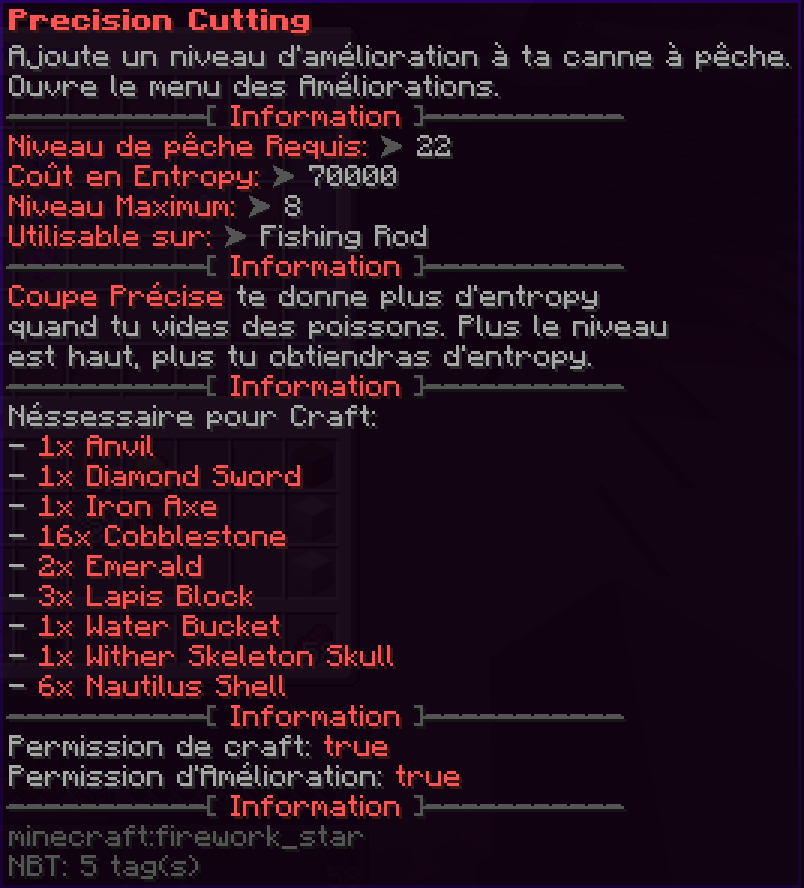 Precision Cutting
Ajoute un niveau d'amélioration à ta canne à pêche.
Ouvre le menu des Améliorations.
[ Information ]
Niveau de pêche Requis: ➤ 22
Coût en Entropy: ➤ 70000
Niveau Maximum: ➤ 8
Utilisable sur: ➤ Fishing Rod
[ Information ]
Coupe Précise te donne plus d'entropy
quand tu vides des poissons. Plus le niveau
est haut, plus tu obtiendras d'entropy.
[ Information ]
Néssessaire pour Craft:
- 1x Anvil
- 1x Diamond Sword
- 1x Iron Axe
- 16x Cobblestone
- 2x Emerald
- 3x Lapis Block
- 1x Water Bucket
- 1x Wither Skeleton Skull
- 6x Nautilus Shell
[ Information ]
Permission de craft: true
Permission d'Amélioration: true
[ Information ]
minecraft:firework_star
NBT: 5 tag(s)